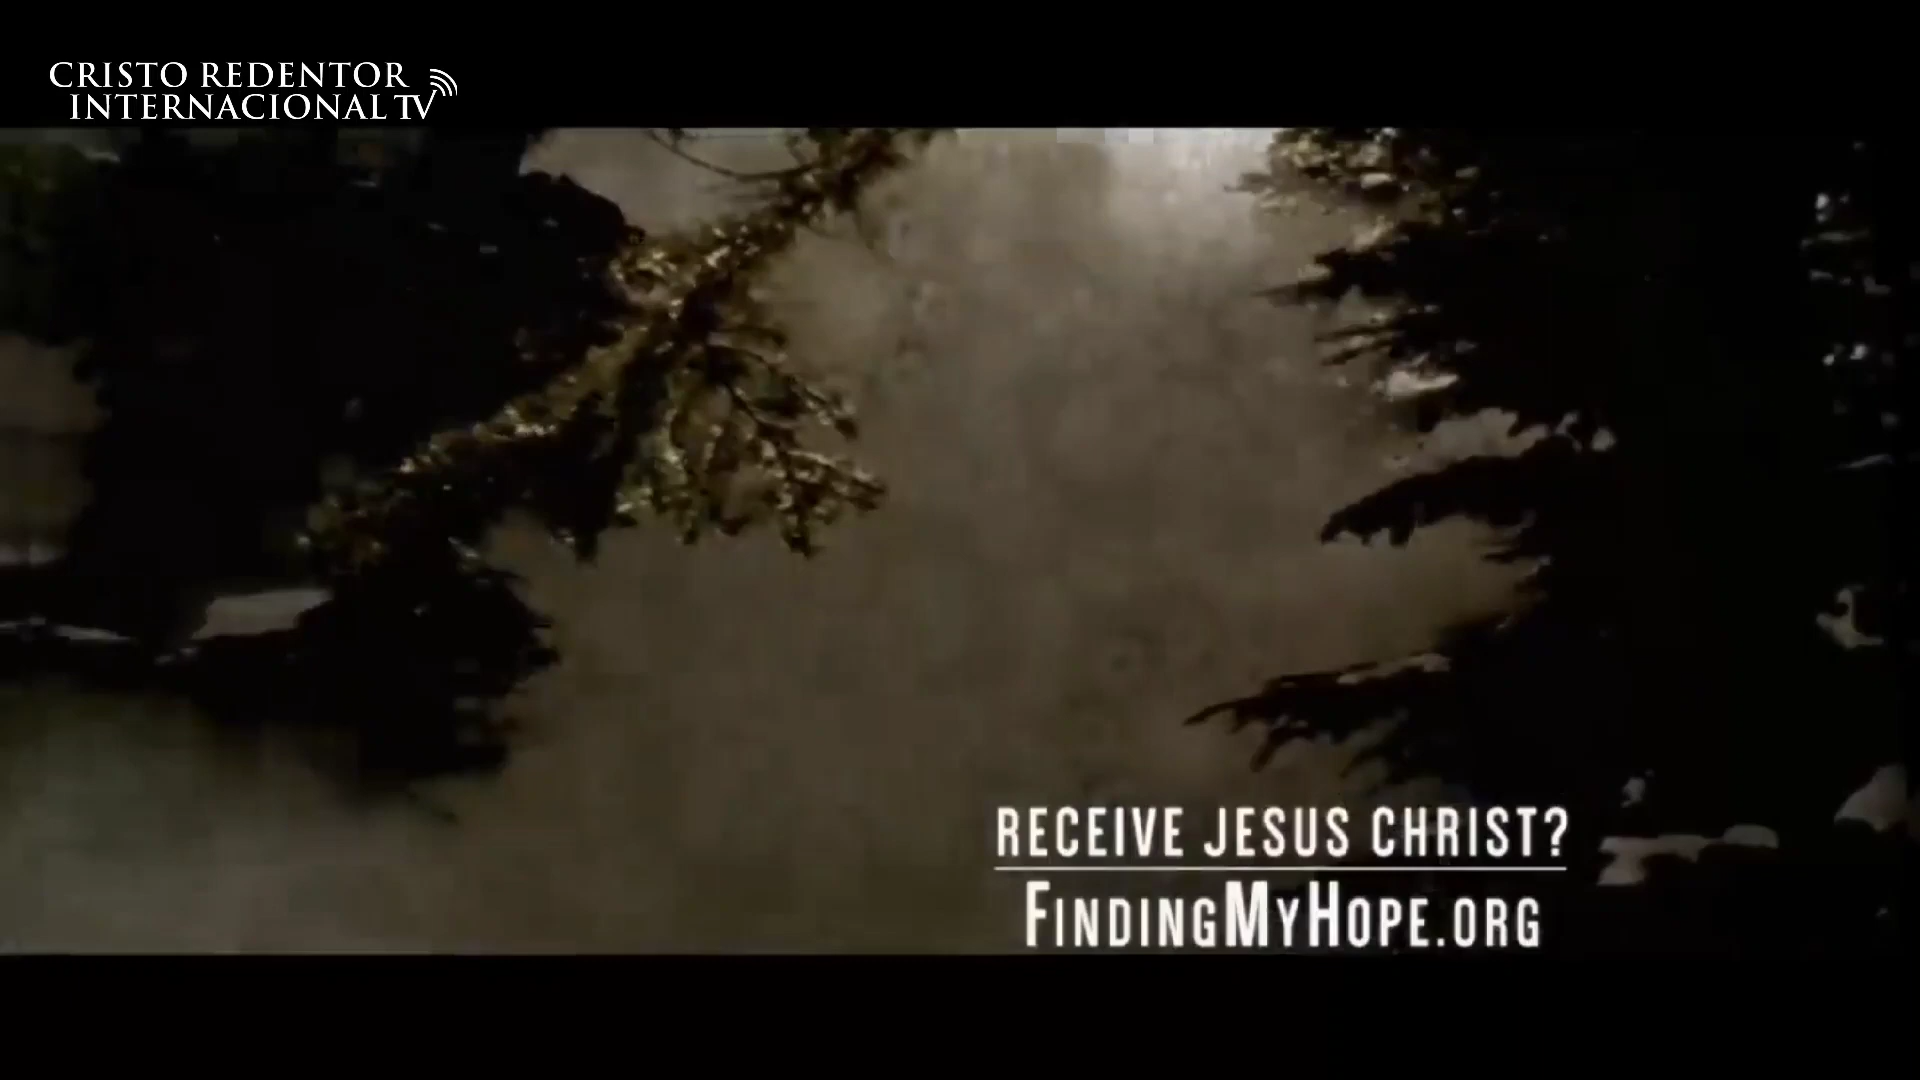 CRISTO REDENTOR
INTERNACIONAL TV
RECEIVE JESUS CHRIST?
FINDINGMYHOPE.ORG